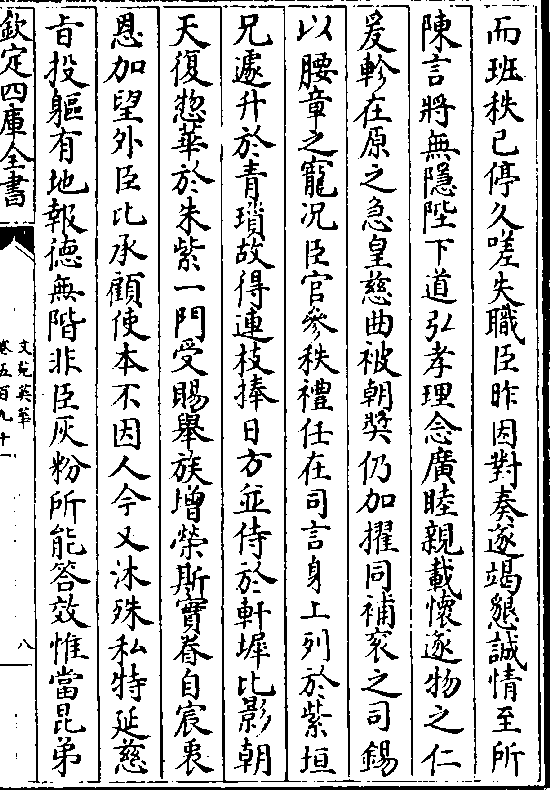 而班秩已停久嗟失職臣昨因對奏遂竭懇誠情至所
陳言將無隱陛下道弘孝理念廣睦親載懷逐物之仁
爰軫在原之急皇慈曲被朝奬仍加擢同補衮之司錫
以腰章之寵况臣官參秩禮任在司言身上列於紫垣
兄遽升於青瑣故得連枝捧日方並侍於軒墀比影朝
天復惣華於朱紫一門受賜舉族增榮斯實眷自宸衷
恩加望外臣比承顧使本不因人今又沐殊私特延慈
㫖投軀有地報德無階非臣灰粉所能答效惟當昆弟
欽定四庫全書
文苑英華
卷五百九十一
八